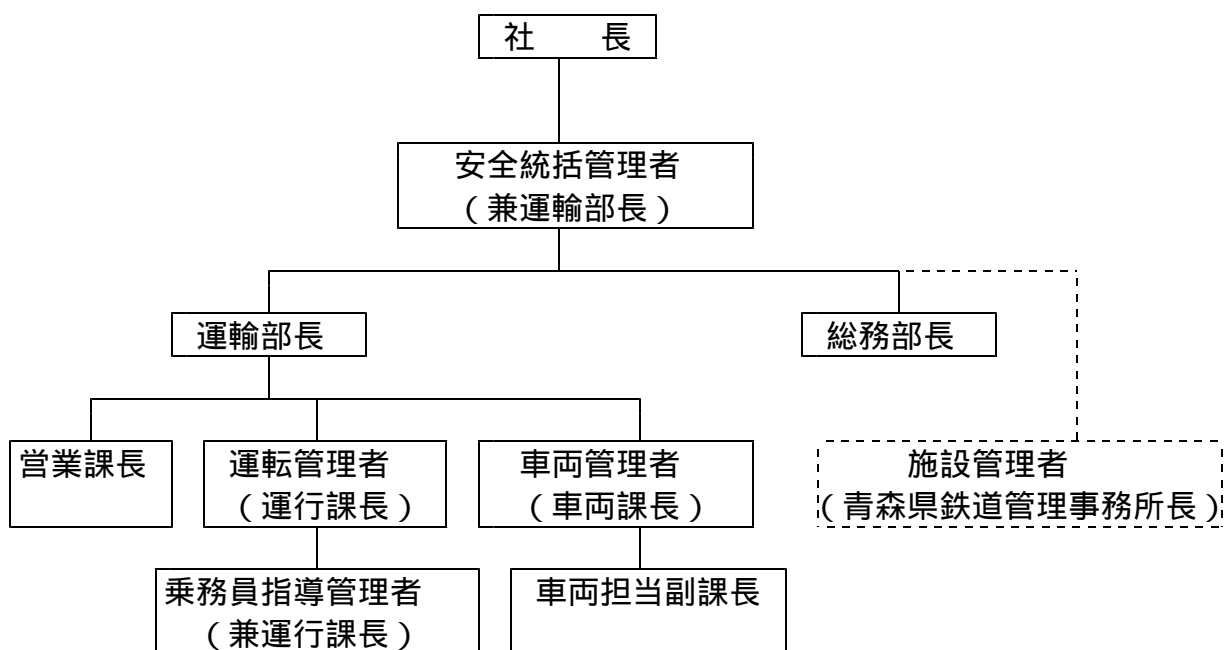 社　　長
安全統括管理者
（兼運輸部長）
運輸部長
総務部長
営業課長
運転管理者
（運行課長）
車両管理者
（車両課長）
施設管理者
（青森県鉄道管理事務所長）
乗務員指導管理者
（兼運行課長）
車両担当副課長